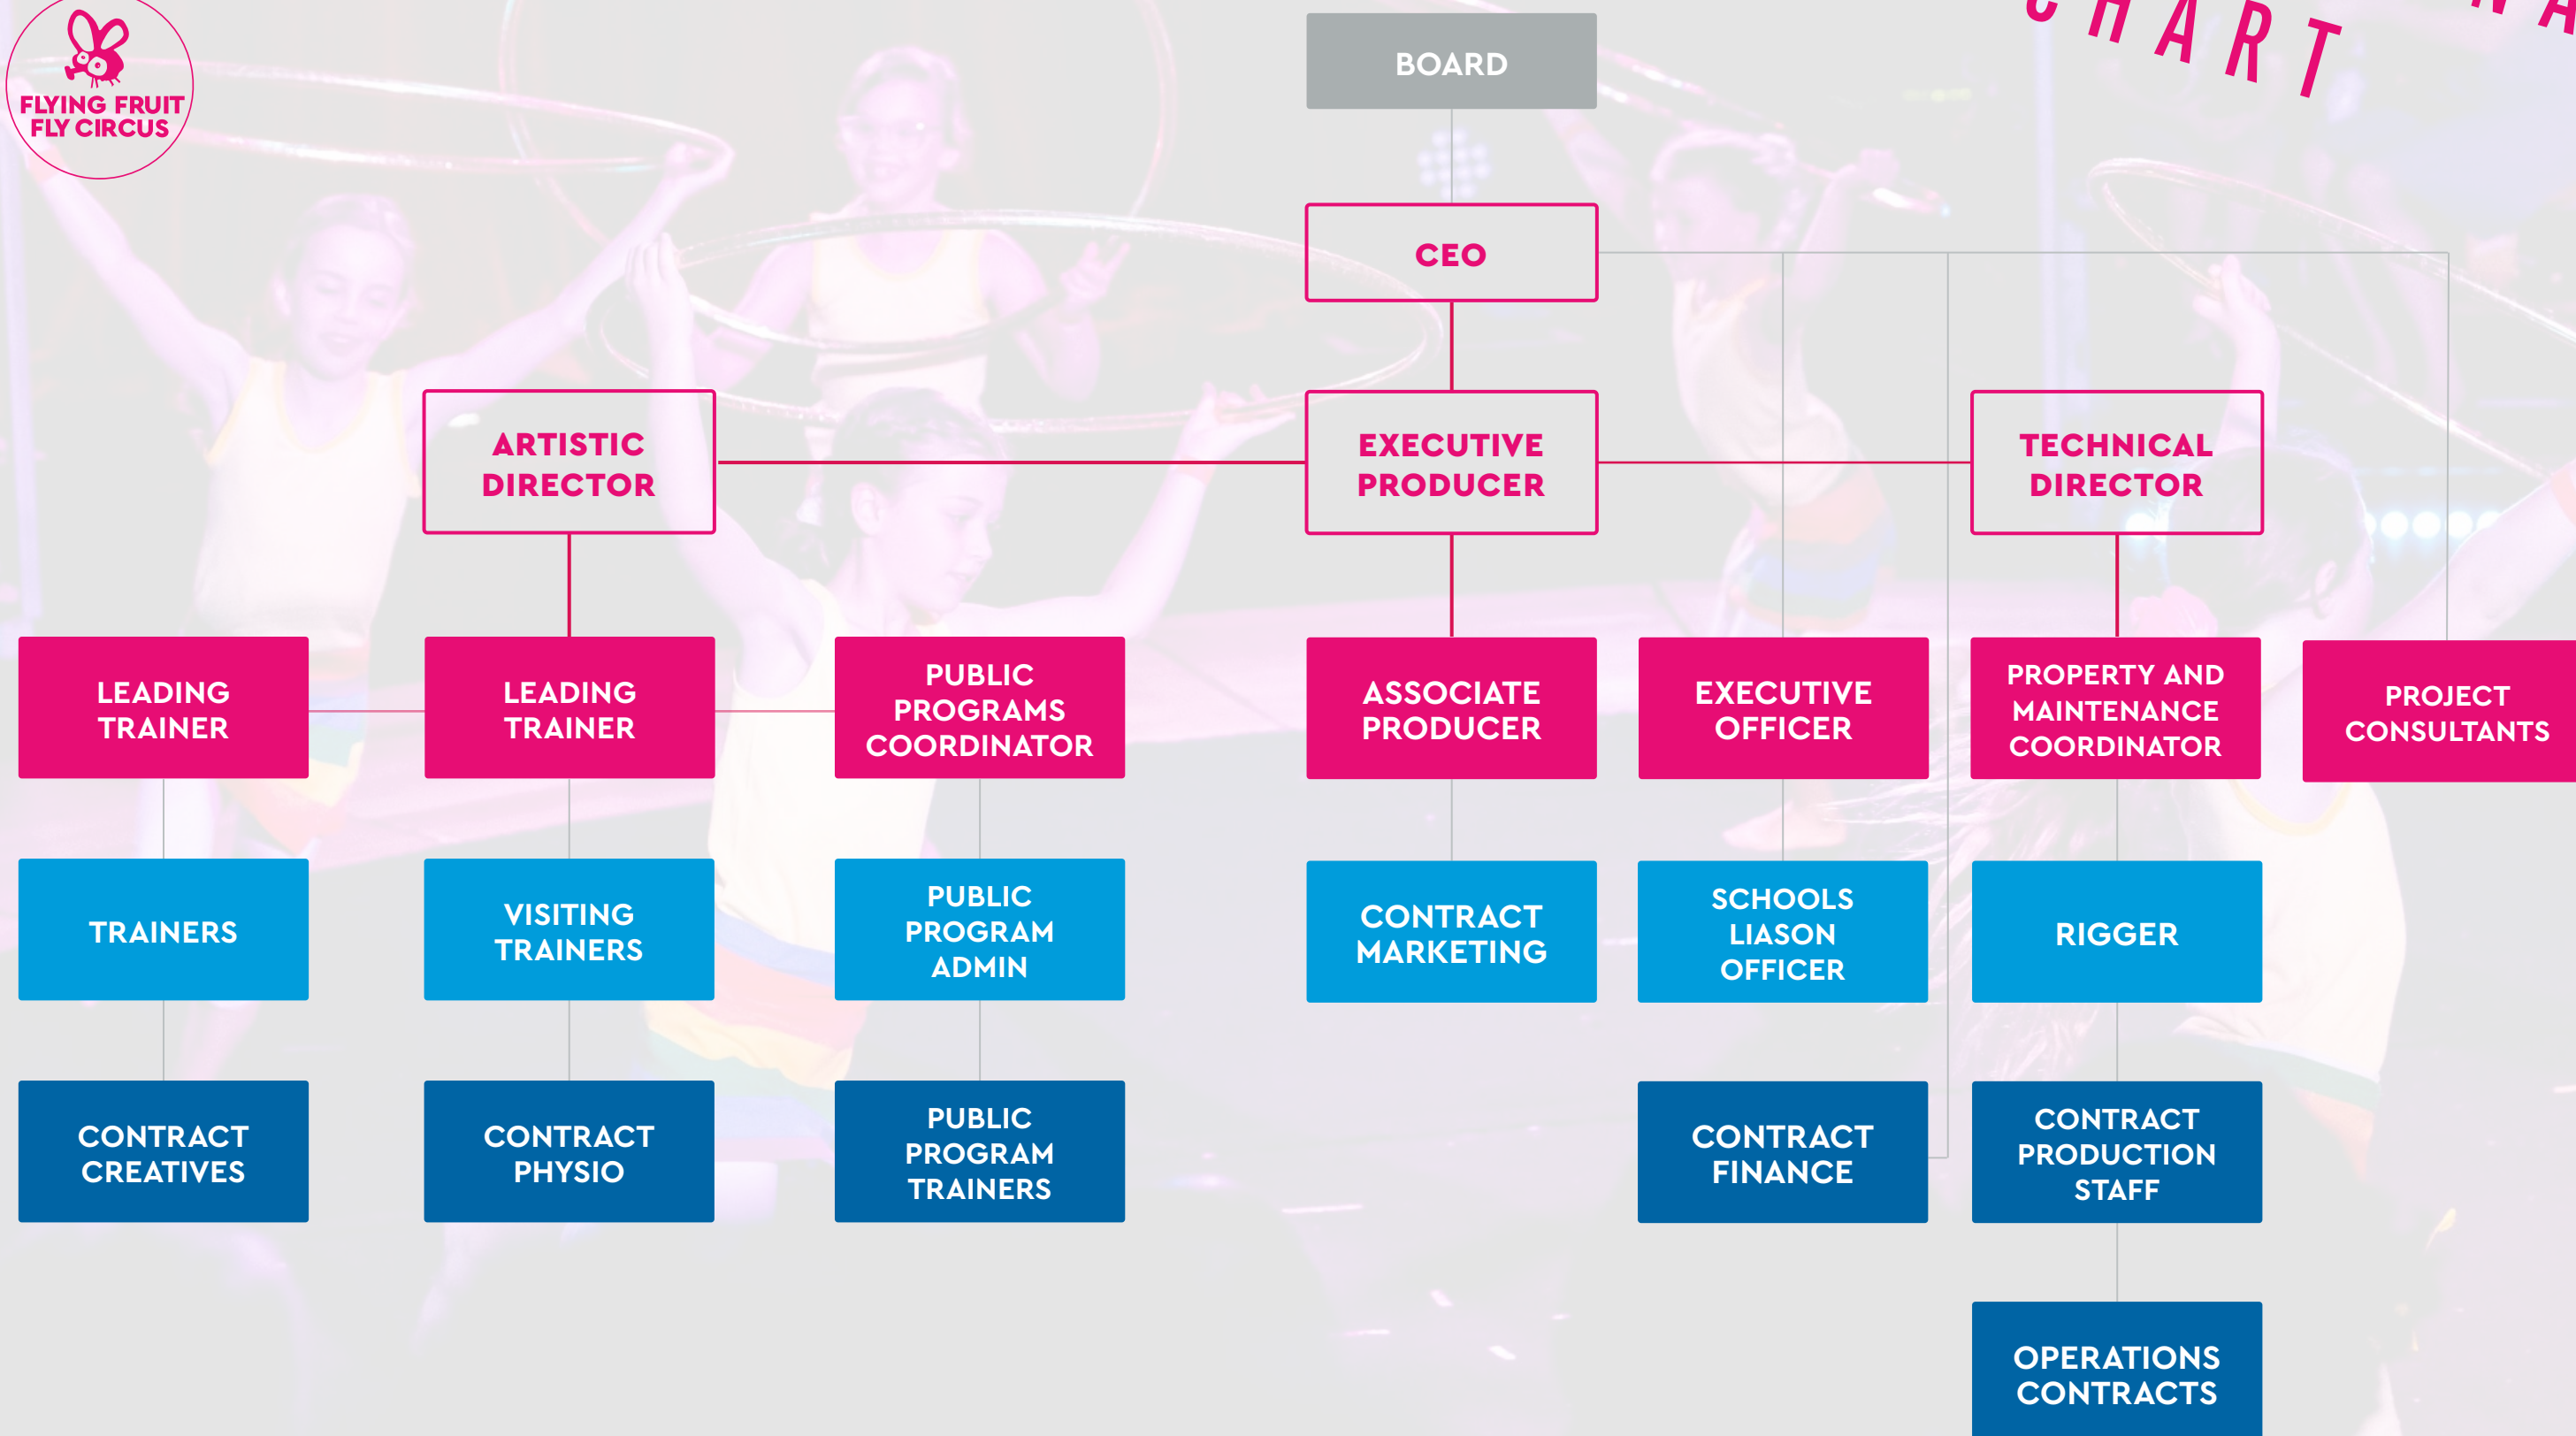 FLYING FRUIT
FLY CIRCUS
CHART
BOARD
CEO
ARTISTIC
DIRECTOR
EXECUTIVE
PRODUCER
TECHNICAL
DIRECTOR
LEADING
TRAINER
LEADING
TRAINER
PUBLIC
PROGRAMS
COORDINATOR
ASSOCIATE
PRODUCER
EXECUTIVE
OFFICER
PROPERTY AND
MAINTENANCE
COORDINATOR
PROJECT
CONSULTANTS
TRAINERS
VISITING
TRAINERS
PUBLIC
PROGRAM
ADMIN
CONTRACT
MARKETING
SCHOOLS
LIASON
OFFICER
RIGGER
CONTRACT
CREATIVES
CONTRACT
PHYSIO
PUBLIC
PROGRAM
TRAINERS
CONTRACT
FINANCE
CONTRACT
PRODUCTION
STAFF
OPERATIONS
CONTRACTS